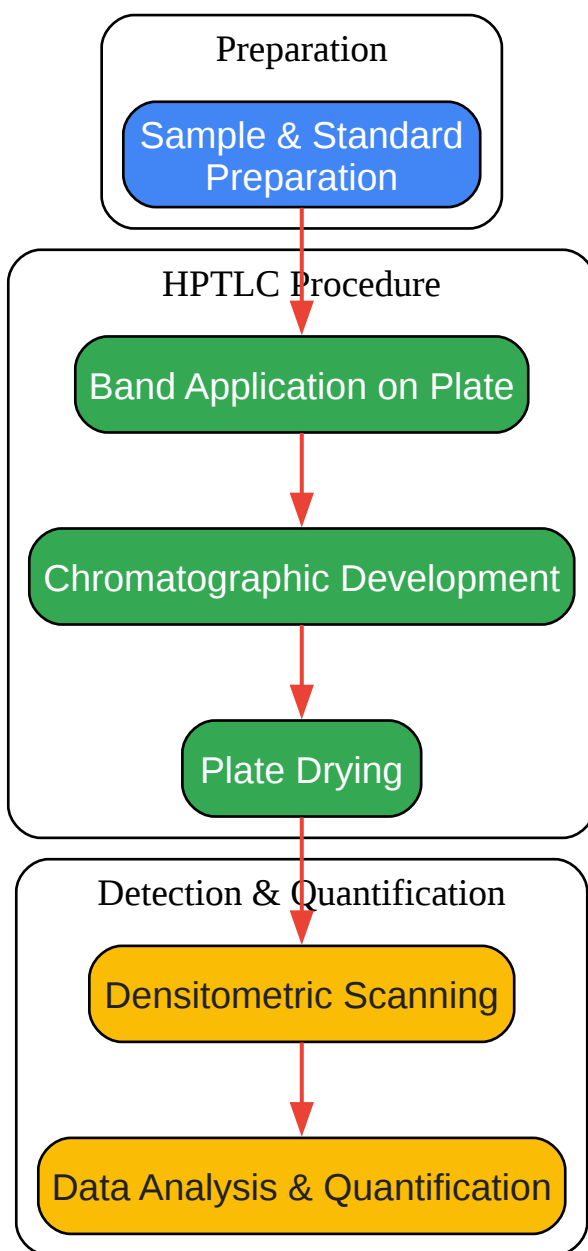 Preparation
Sample & Standard
Preparation
HPTLC Procedure
Band Application on Plate
Chromatographic Development
Plate Drying
Detection & Quantification
Densitometric Scanning
Data Analysis & Quantification